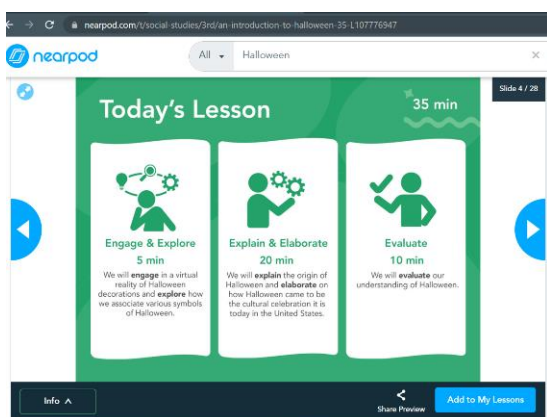 nearpod.com/t/social-studies/3rd/an-introduction-to-halloween-35-L107776947
nearpod
All
Halloween
Slide 4 / 28
Today's Lesson
35 min
Engage & Explore
5 min
We will engage in a virtual
reality of Halloween
decorations and explore how
we associate various symbols
of Halloween.
Explain & Elaborate
20 min
We will explain the origin of
Halloween and elaborate on
how Halloween came to be
the cultural celebration it is
today in the United States.
Evaluate
10 min
We will evaluate our
understanding of Halloween.
Info
Share Preview
Add to My Lessons